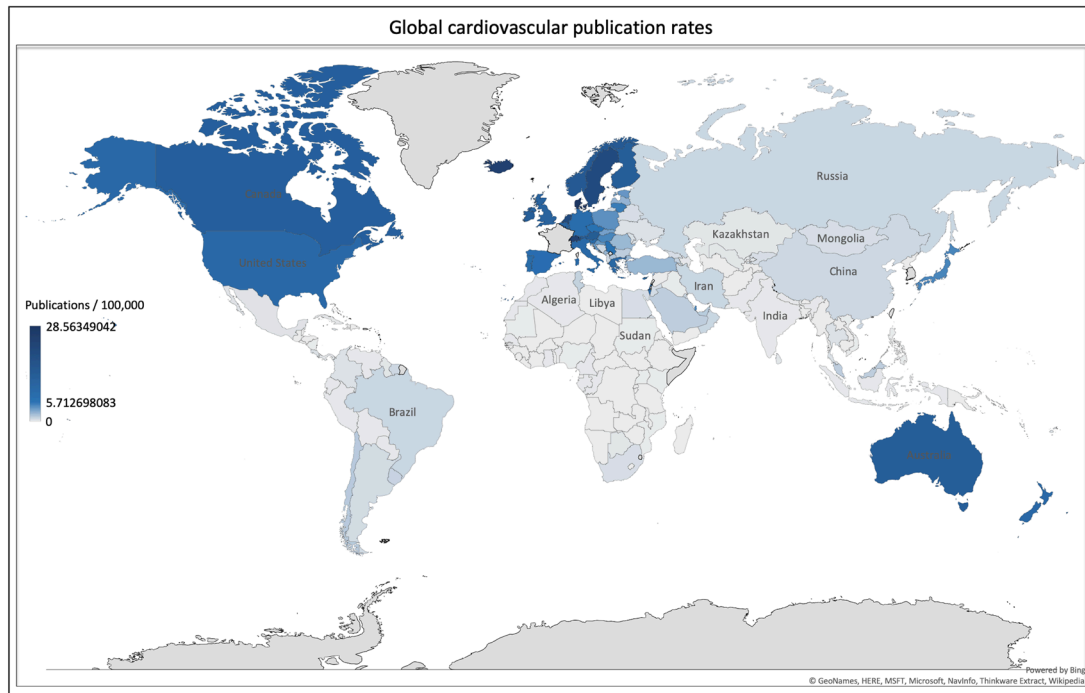 Global cardiovascular publication rates
Canada
Russia
United States
Kazakhstan
Mongolia
China
Publications / 100,000
28.56349042
5.712698083
0
Algeria
Libya
Iran
India
Sudan
Brazil
Australia
Powered by Bing
© GeoNames, HERE, MSFT, Microsoft, NavInfo, Thinkware Extract, Wikipedia